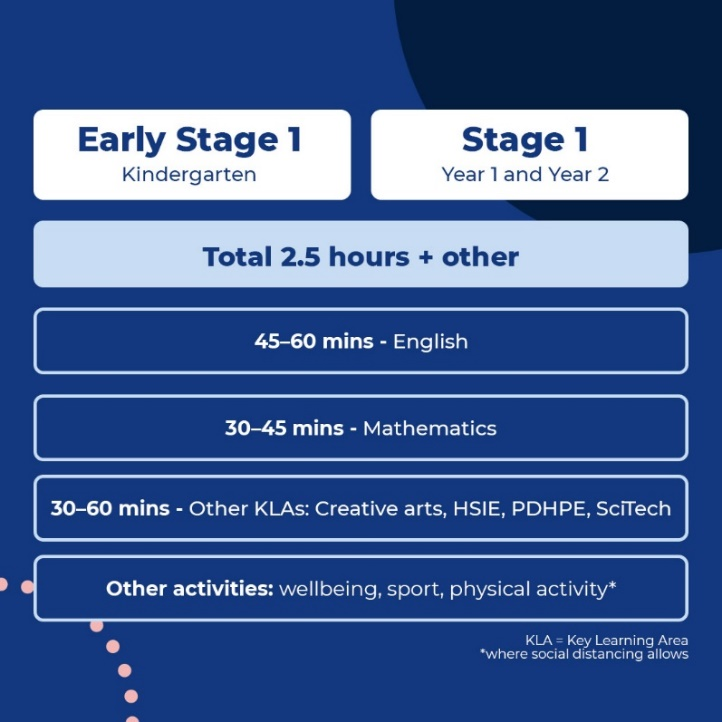 Early Stage 1
Kindergarten
Stage 1
Year 1 and Year 2
Total 2.5 hours + other
45–60 mins - English
30–45 mins - Mathematics
30–60 mins - Other KLAs: Creative arts, HSIE, PDHPE, SciTech
Other activities: wellbeing, sport, physical activity*
KLA = Key Learning Area
*where social distancing allows